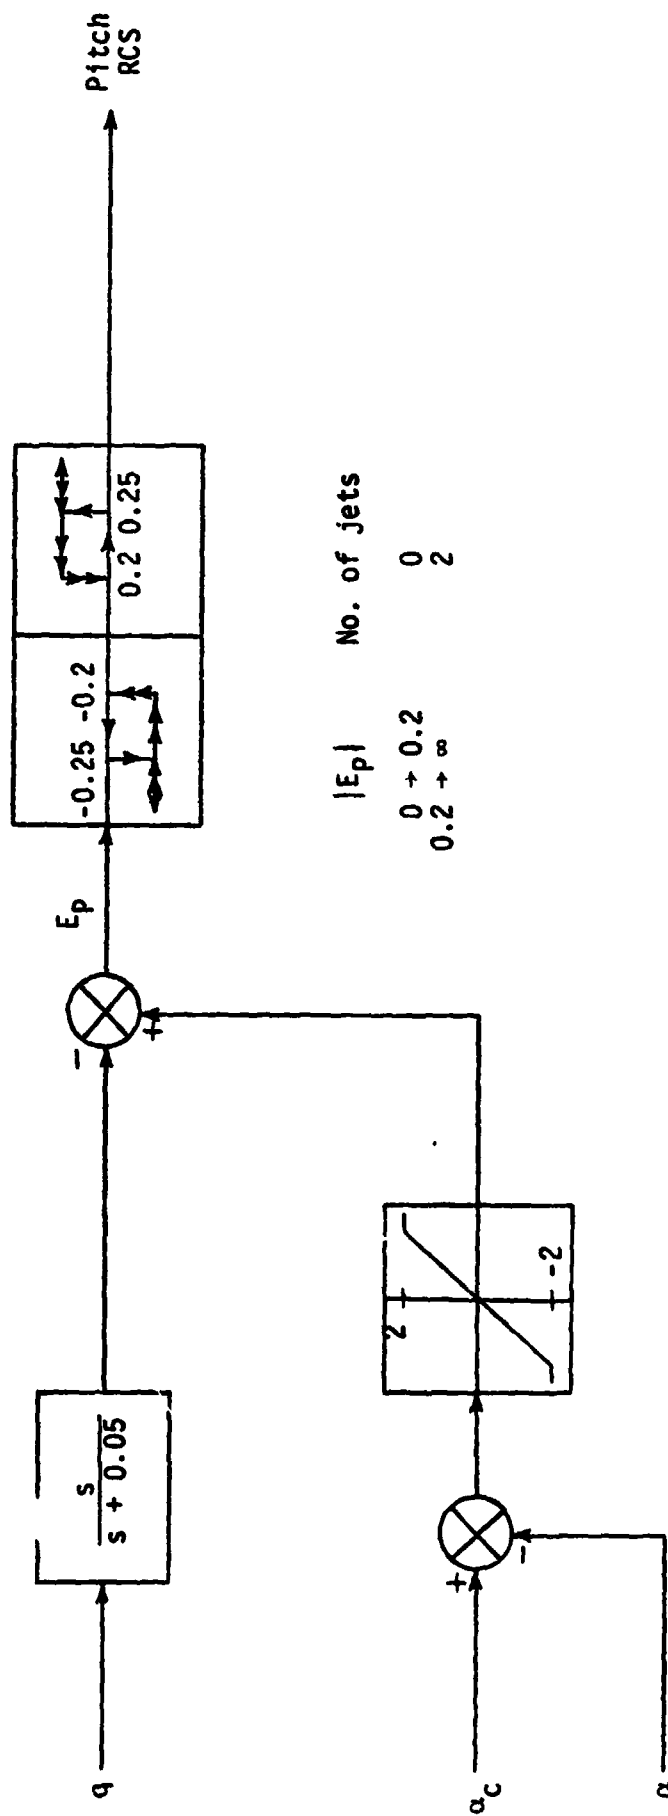 q
s
s + 0.05
-
+
E_p
-0.25 -0.2
0.2 0.25
Pitch
RCS
α_c
+
-
α
2
-2
|E_p| No. of jets
0 → 0.2 0
0.2 → ∞ 2